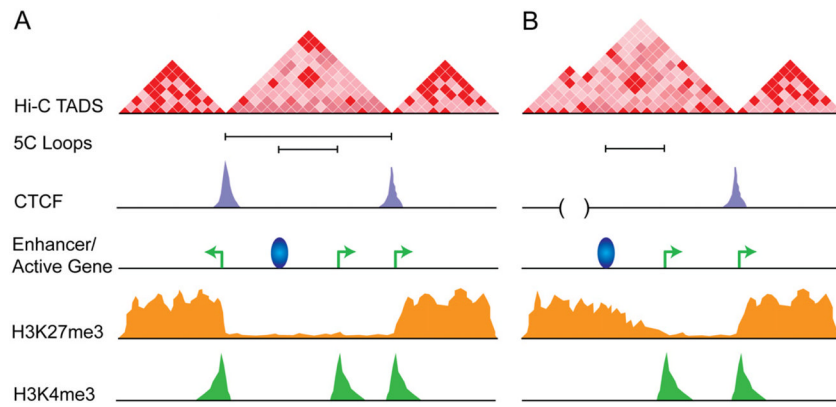 A
B
Hi-C TADS
5C Loops
CTCF
( )
Enhancer/
Active Gene
H3K27me3
H3K4me3